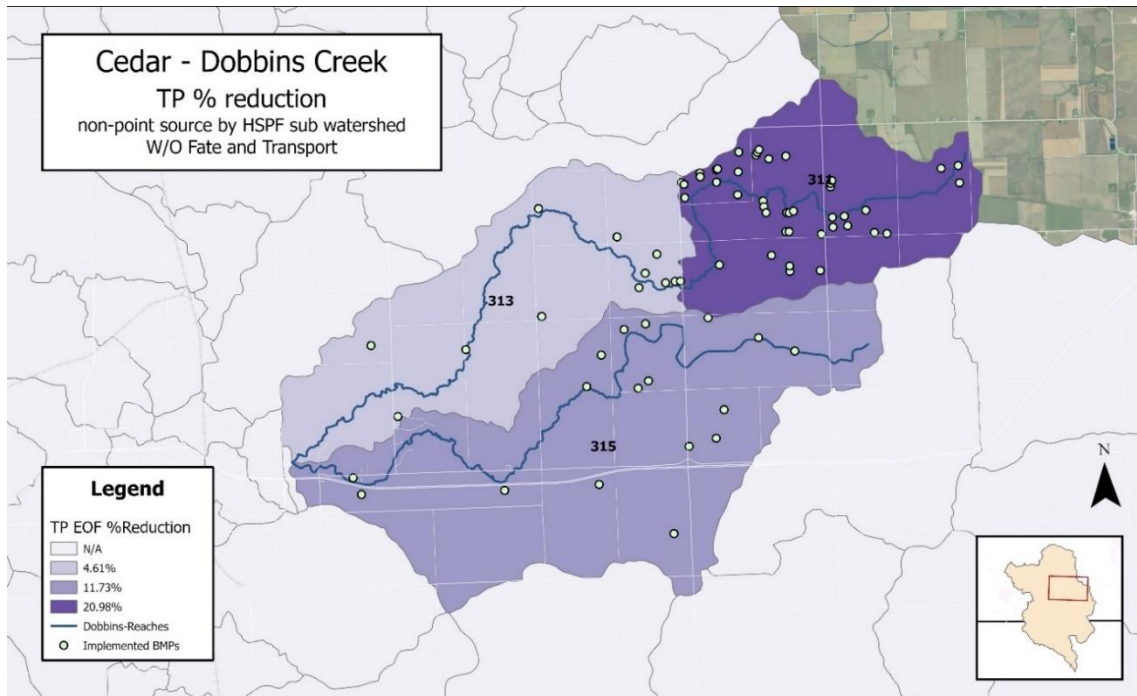 Cedar - Dobbins Creek
TP % reduction
non-point source by HSPF sub watershed
W/O Fate and Transport
311
313
315
N
Legend
TP EOF %Reduction
N/A
4.61%
11.73%
20.98%
Dobbins-Reaches
Implemented BMPs